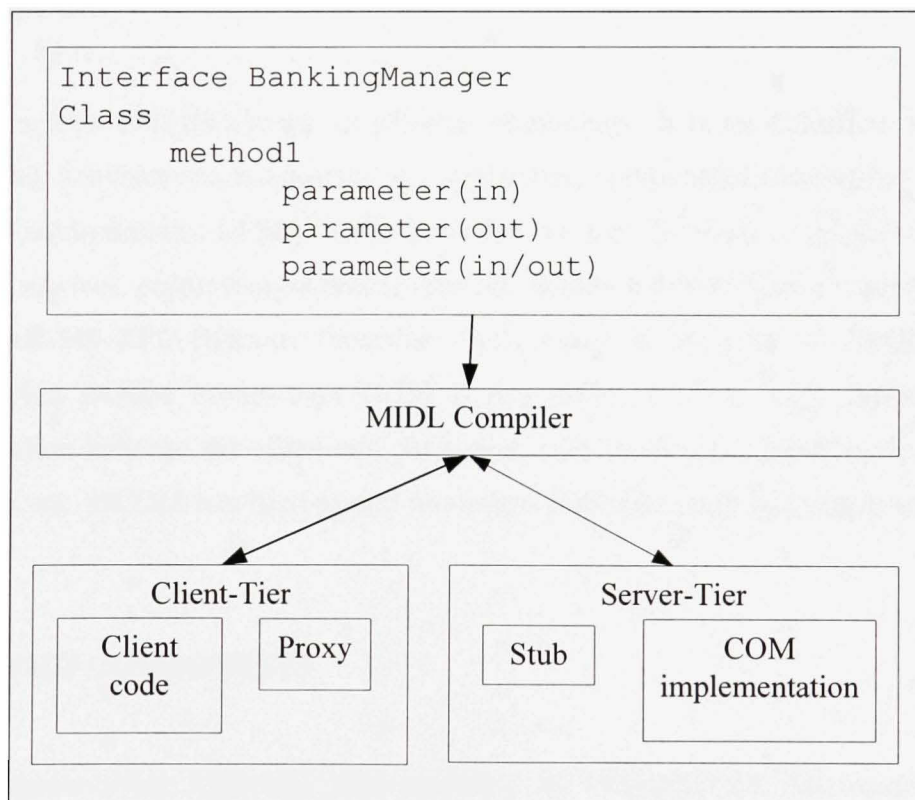 Interface BankingManager
Class
method1
parameter(in)
parameter(out)
parameter(in/out)
MIDL Compiler
Client-Tier
Client
code
Proxy
Server-Tier
Stub
COM
implementation